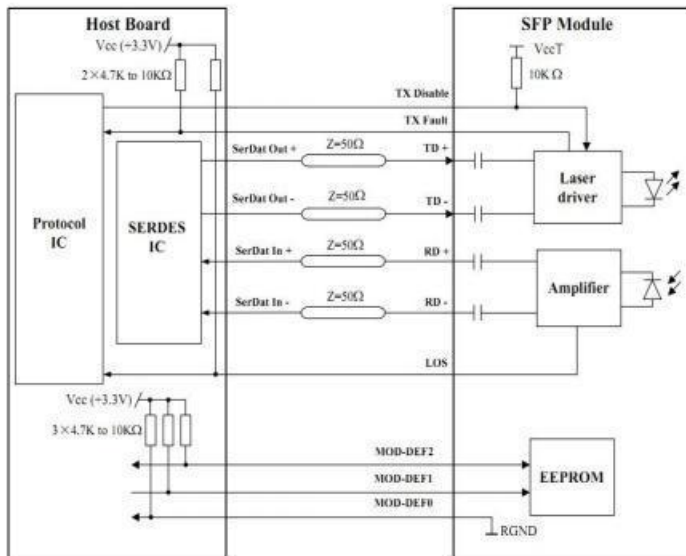 Host Board
SFP Module
Vcc (+3.3V)
VccT
2×4.7K to 10KΩ
10K Ω
TX Disable
TX Fault
Z=50Ω
SerDat Out +
TD +
Laser
driver
Z=50Ω
SerDat Out -
TD -
Protocol
IC
SERDES
IC
Z=50Ω
SerDat In +
RD +
Amplifier
Z=50Ω
SerDat In -
RD -
LOS
Vcc (+3.3V)
3×4.7K to 10KΩ
MOD-DEF2
EEPROM
MOD-DEF1
MOD-DEF0
RGND